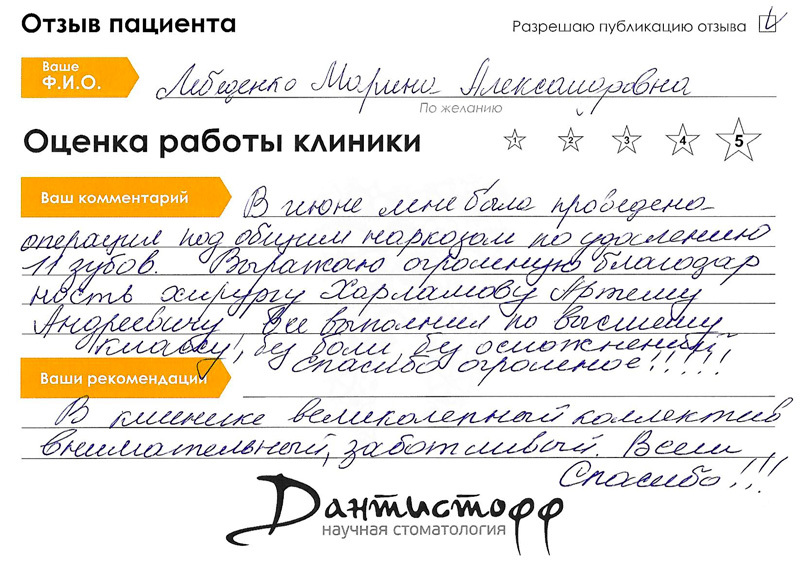 Отзыв пациента
Разрешаю публикацию отзыва
Ваше
Ф.И.О.
Лебеденко Марина Александровна
По желанию
Оценка работы клиники
1 2 3 4 5
Ваш комментарий
В июне мне была проведена
операция под общим наркозом по удалению
11 зубов. Выражаю огромную благодар
ность хирургу Харламову Артему
Андреевичу. Все выполнил по высшему
классу, без боли, без осложнений
Спасибо огромное!!!!!
Ваши рекомендации
В клинике великолепный коллектив
внимательный, заботливый. Всем
Спасибо!!!
Дантистофф
научная стоматология